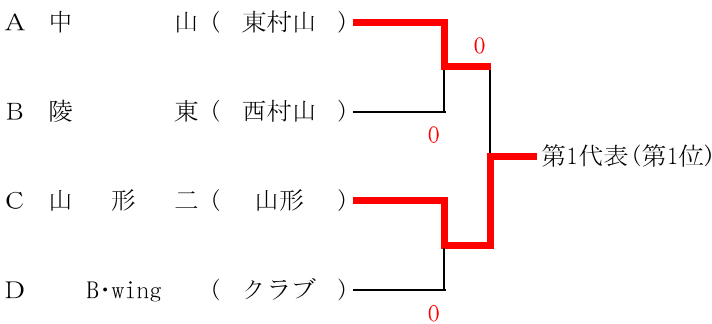 A 中山 ( 東村山 )
0
B 陵東 ( 西村山 )
0
第1代表(第1位)
C 山形二 ( 山形 )
D B・wing ( クラブ )
0